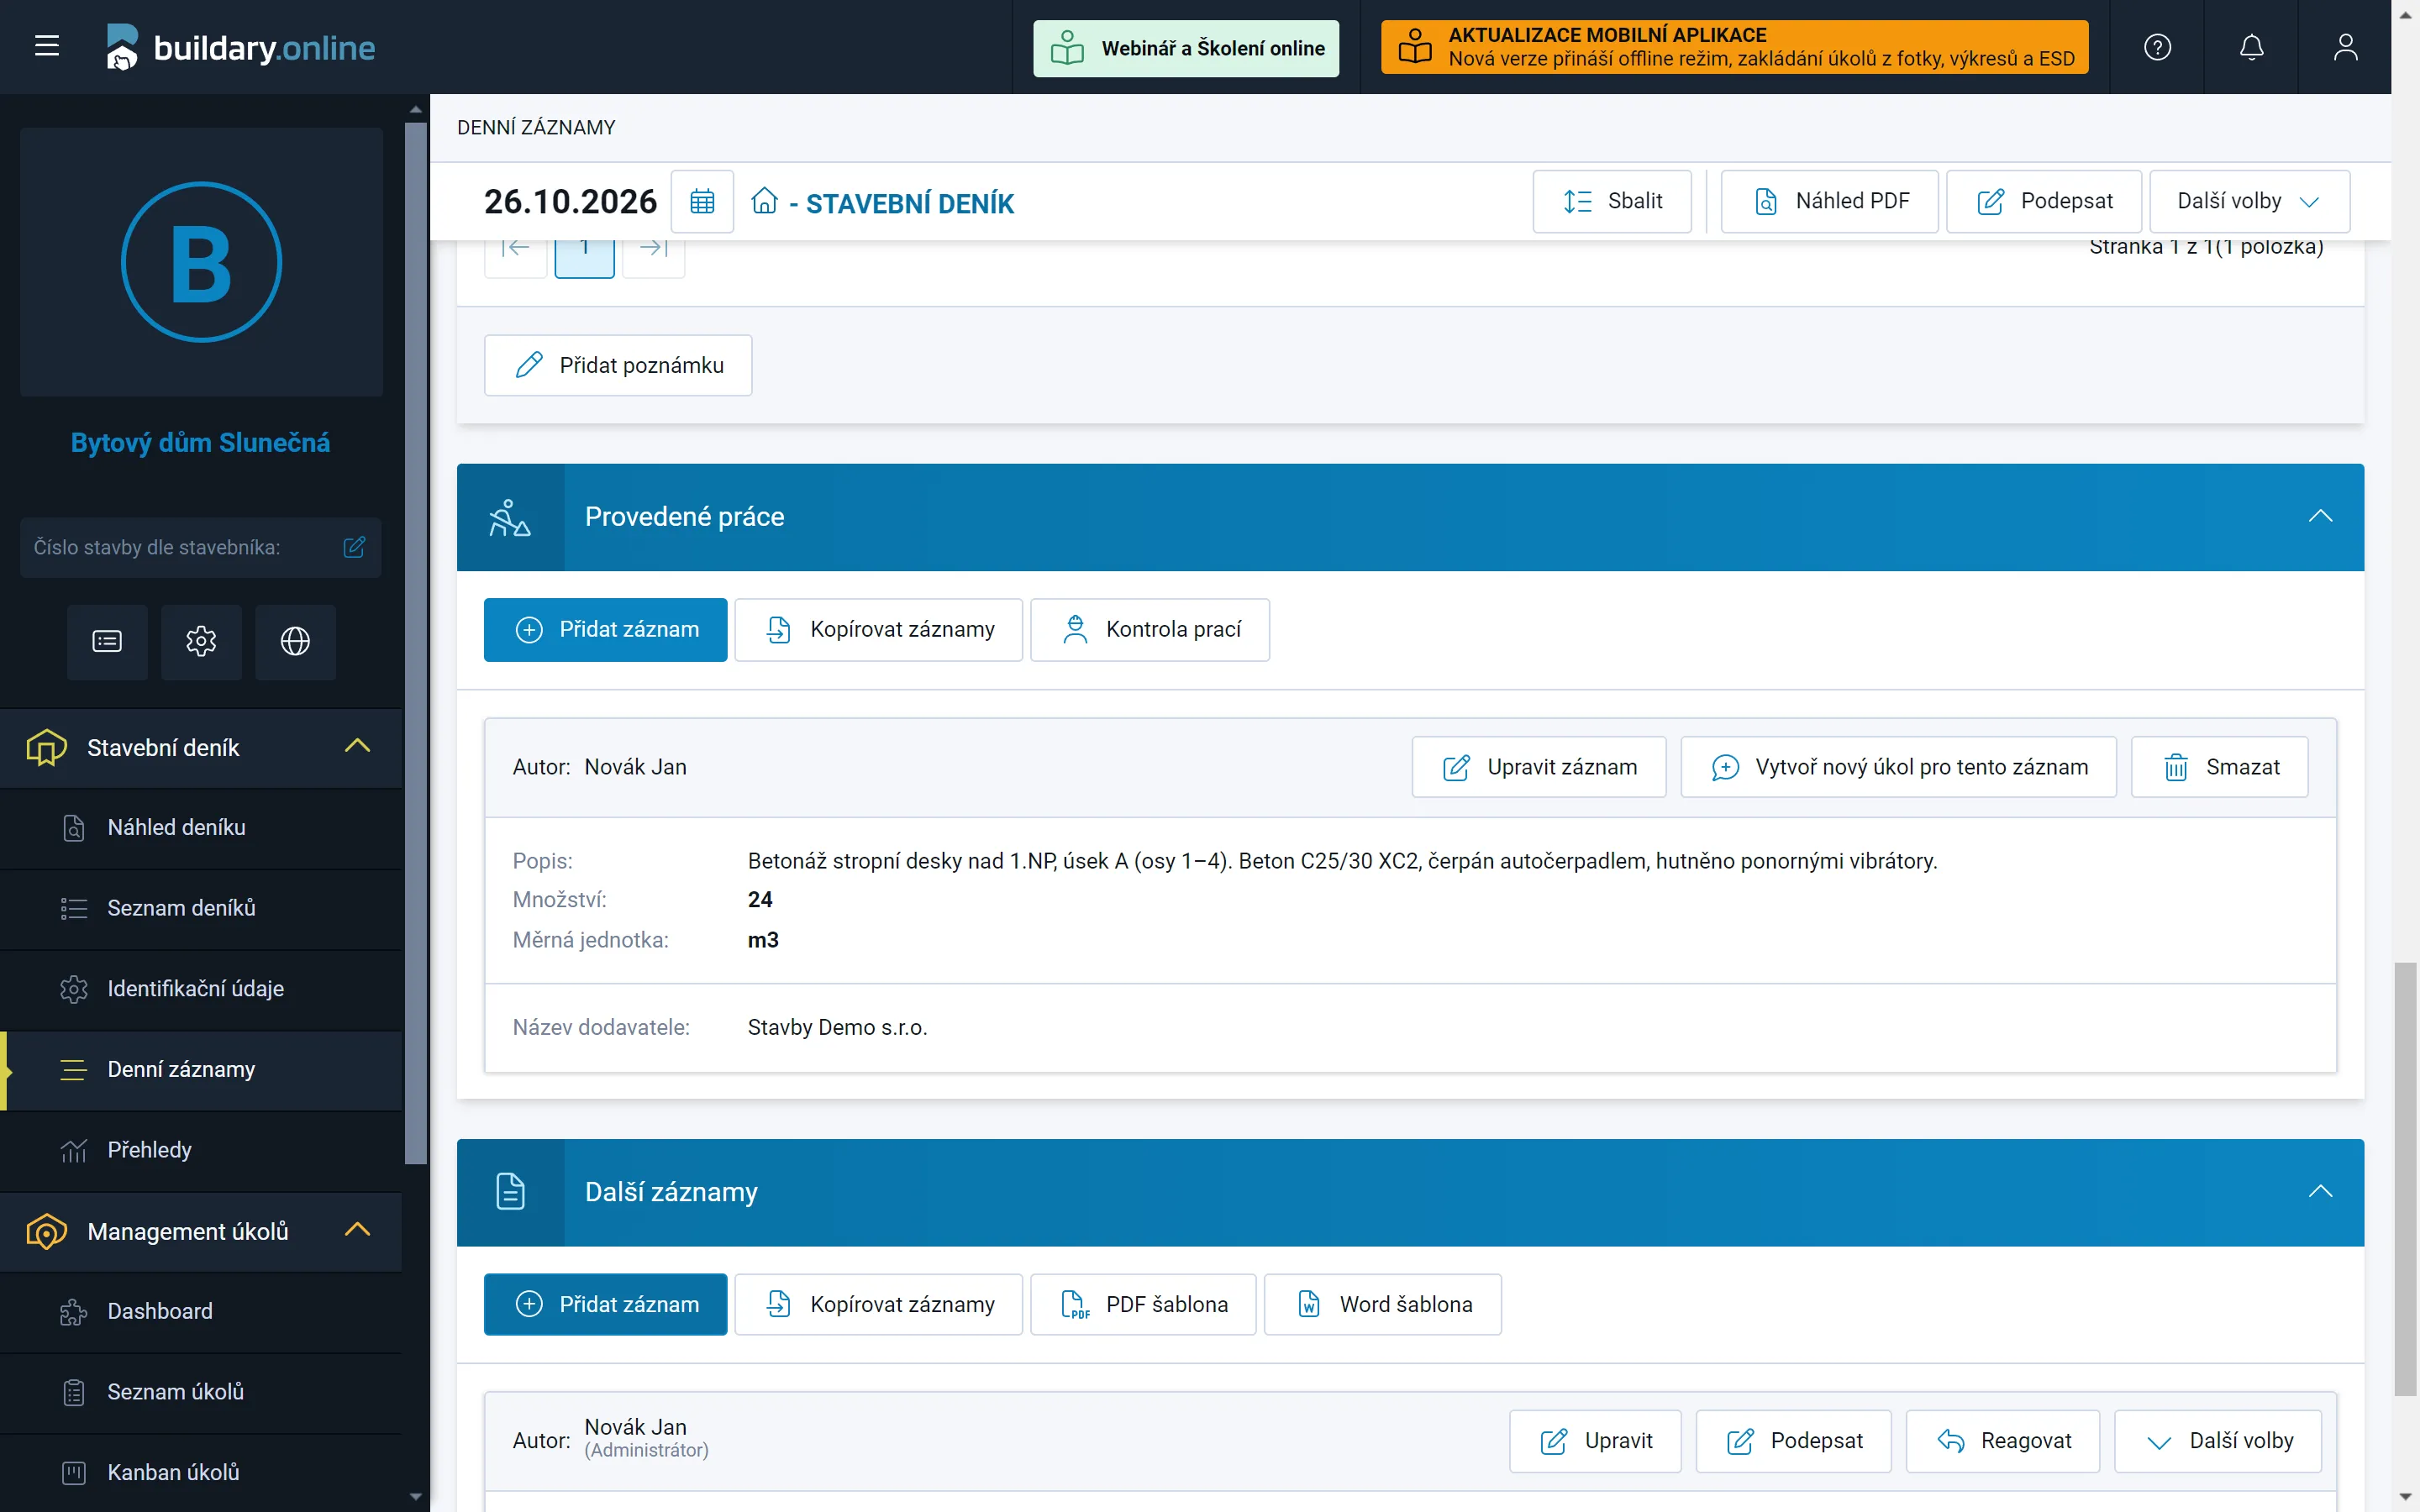 buildary.online
Webinář a Školení online
AKTUALIZACE MOBILNÍ APLIKACE
Nová verze přináší offline režim, zakládání úkolů z fotky, výkresů a ESD
B
Bytový dům Slunečná
Číslo stavby dle stavebníka:
Stavební deník
Náhled deníku
Seznam deníků
Identifikační údaje
Denní záznamy
Přehledy
Management úkolů
Dashboard
Seznam úkolů
Kanban úkolů
DENNÍ ZÁZNAMY
26.10.2026
- STAVEBNÍ DENÍK
Sbalit
Náhled PDF
Podepsat
Další volby
1
Stránka 1 z 1(1 položka)
Přidat poznámku
Provedené práce
Přidat záznam
Kopírovat záznamy
Kontrola prací
Autor: Novák Jan
Upravit záznam
Vytvoř nový úkol pro tento záznam
Smazat
Popis: Betonáž stropní desky nad 1.NP, úsek A (osy 1–4). Beton C25/30 XC2, čerpán autočerpadlem, hutněno ponornými vibrátory.
Množství: 24
Měrná jednotka: m3
Název dodavatele: Stavby Demo s.r.o.
Další záznamy
Přidat záznam
Kopírovat záznamy
PDF šablona
Word šablona
Autor: Novák Jan
(Administrátor)
Upravit
Podepsat
Reagovat
Další volby